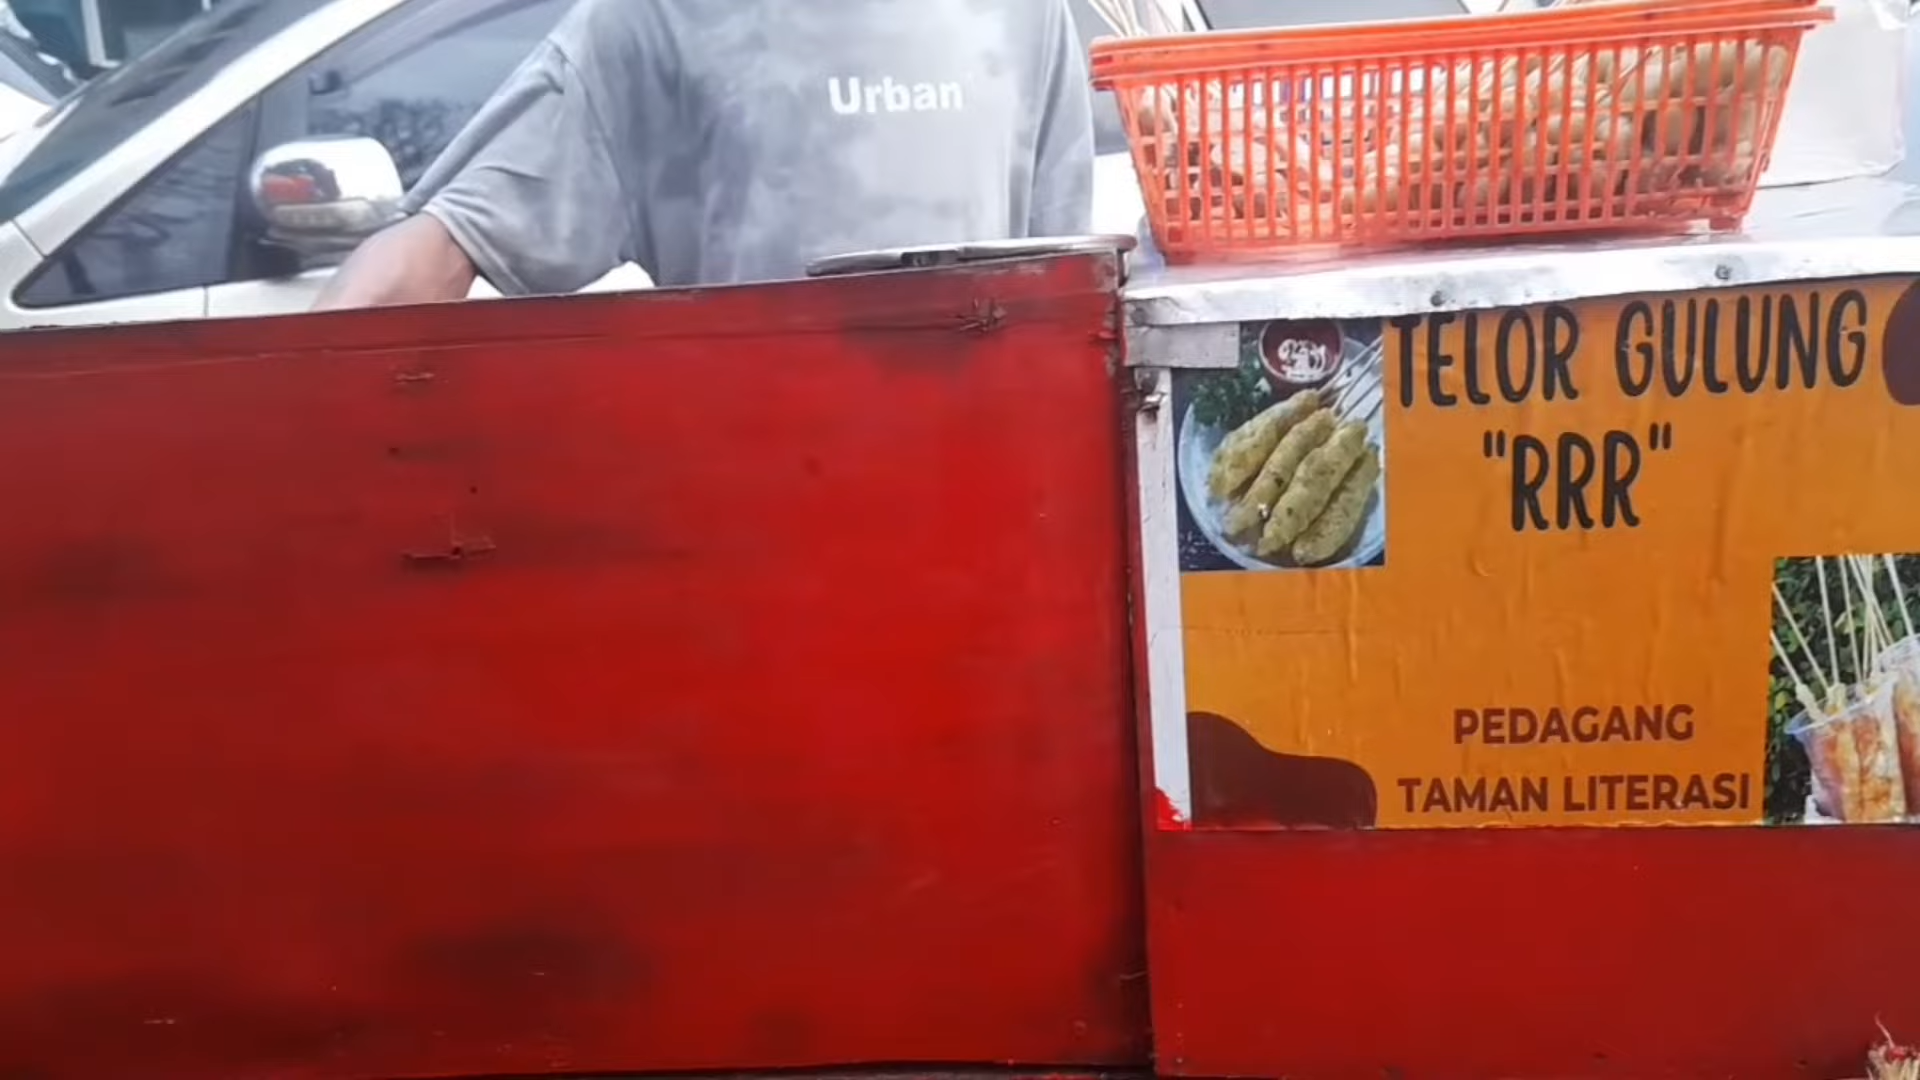 Urban
TELOR GULUNG
"RRR"
PEDAGANG
TAMAN LITERASI